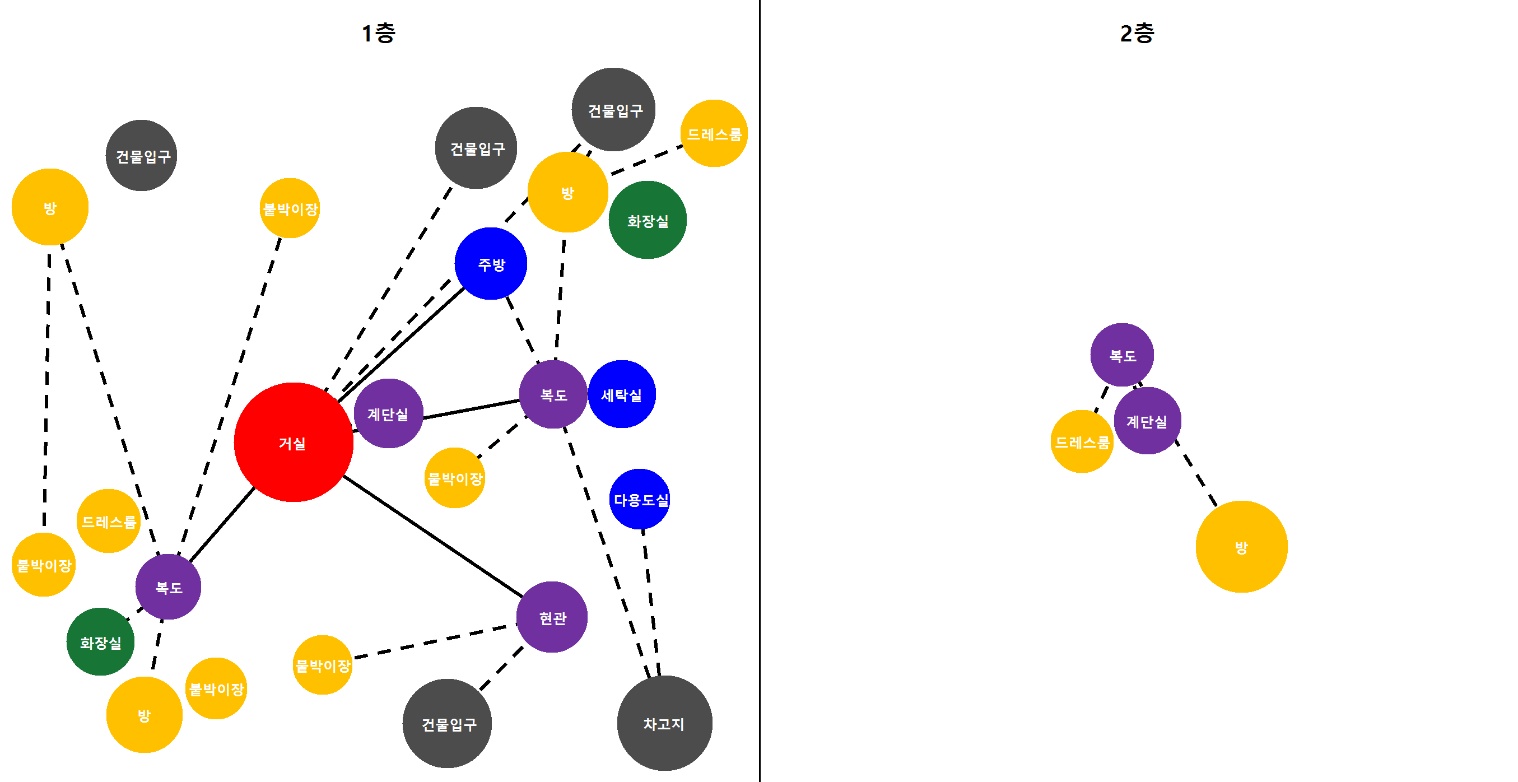 1층
2층
건물입구
건물입구
드레스룸
건물입구
방
방
붙박이장
화장실
주방
복도
계단실
복도
세탁실
계단실
거실
드레스룸
붙박이장
다용도실
드레스룸
방
붙박이장
복도
현관
화장실
붙박이장
붙박이장
방
건물입구
차고지